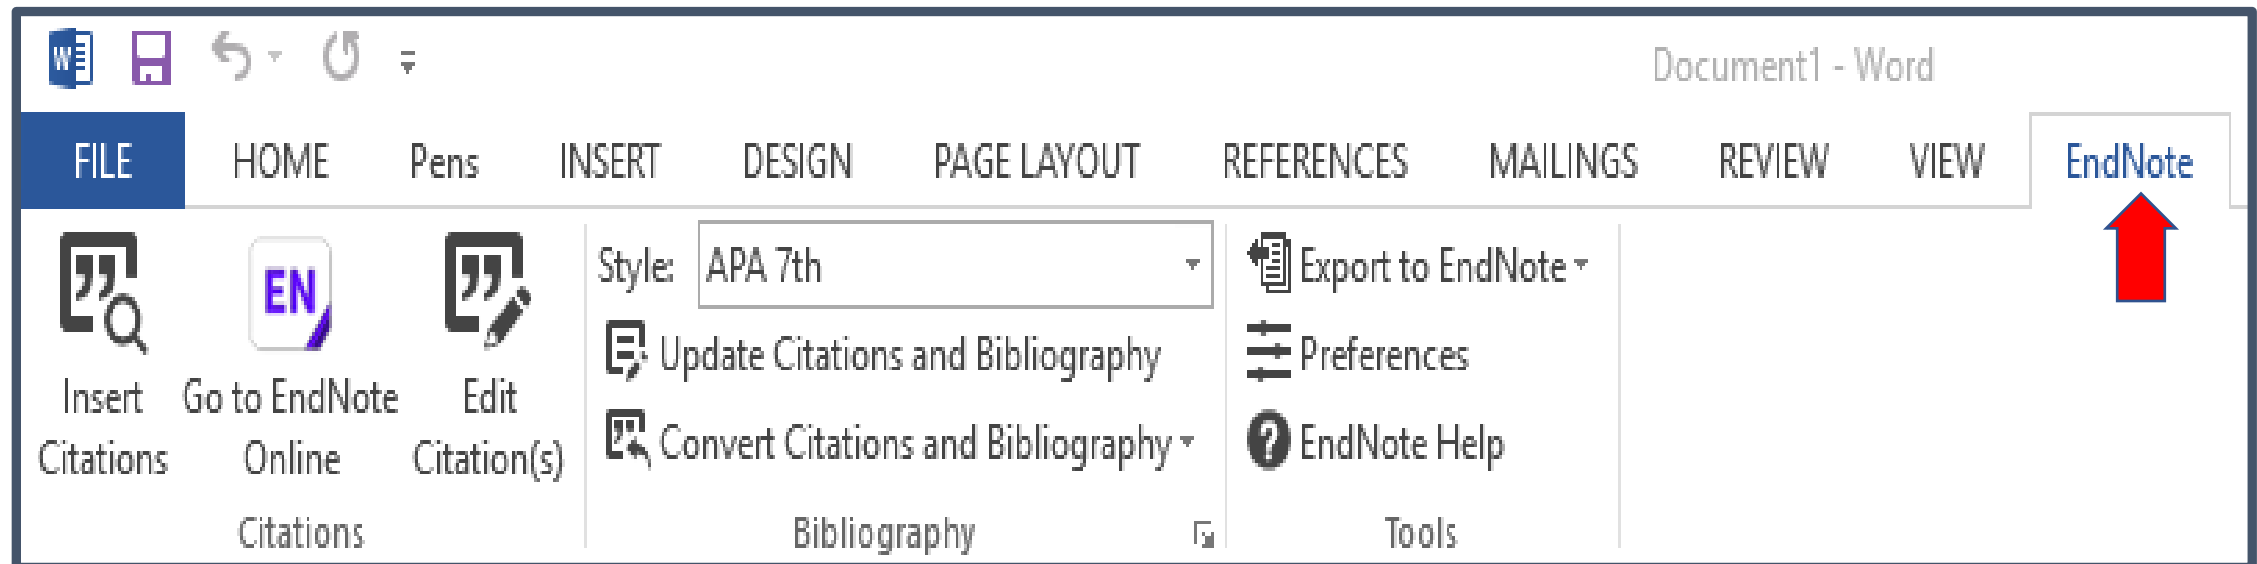 Document1 - Word
FILE HOME Pens INSERT DESIGN PAGE LAYOUT REFERENCES MAILINGS REVIEW VIEW EndNote
Insert Citations
EN
Go to EndNote Online
Edit Citation(s)
Citations
Style: APA 7th
Update Citations and Bibliography
Convert Citations and Bibliography
Bibliography
Export to EndNote
Preferences
EndNote Help
Tools